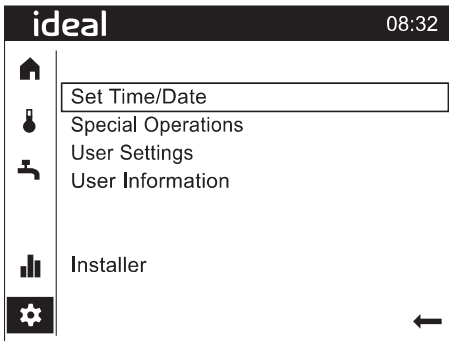 ideal 08:32
Set Time/Date
Special Operations
User Settings
User Information
Installer